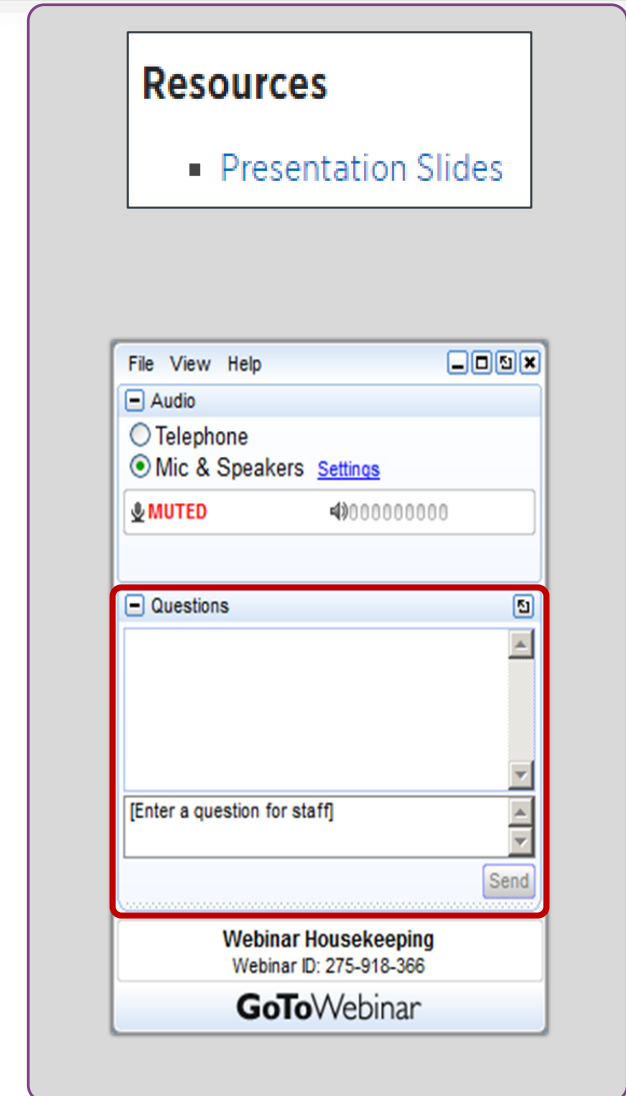 Resources
▪ Presentation Slides
File View Help
Audio
Telephone
Mic & Speakers Settings
MUTED 000000000
Questions
[Enter a question for staff]
Send
Webinar Housekeeping
Webinar ID: 275-918-366
GoToWebinar